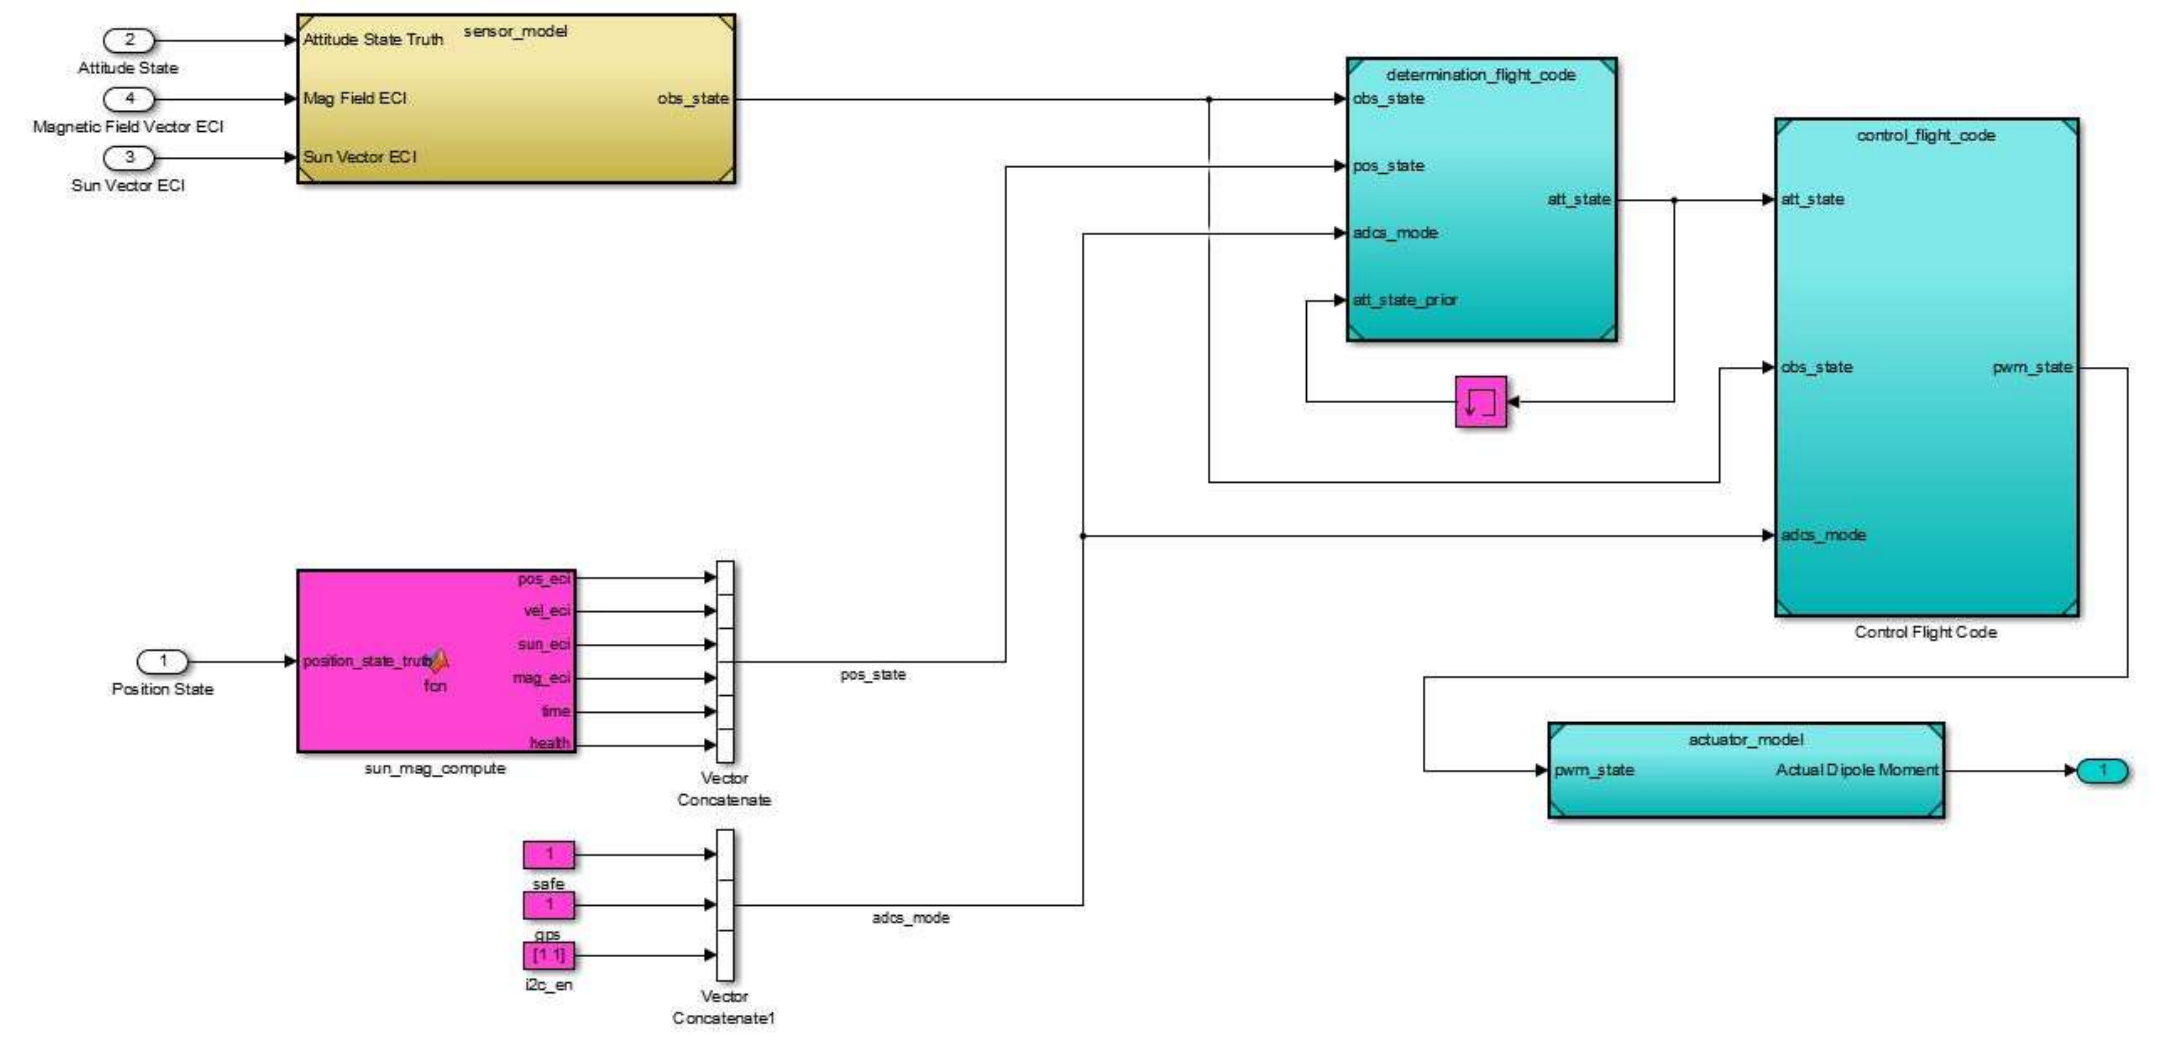 2
Attitude State
4
Magnetic Field Vector ECI
3
Sun Vector ECI
sensor_model
Attitude State Truth
Mag Field ECI
obs_state
Sun Vector ECI
determination_flight_code
obs_state
pos_state
att_state
adcs_mode
att_state_prior
control_flight_code
att_state
obs_state
pwm_state
adcs_mode
Control Flight Code
1
Position State
position_state_truth
fcn
pos_eci
vel_eci
sun_eci
mag_eci
time
health
sun_mag_compute
Vector
Concatenate
pos_state
actuator_model
pwm_state
Actual Dipole Moment
1
1
safe
1
gps
[1 1]
i2c_en
Vector
Concatenate1
adcs_mode